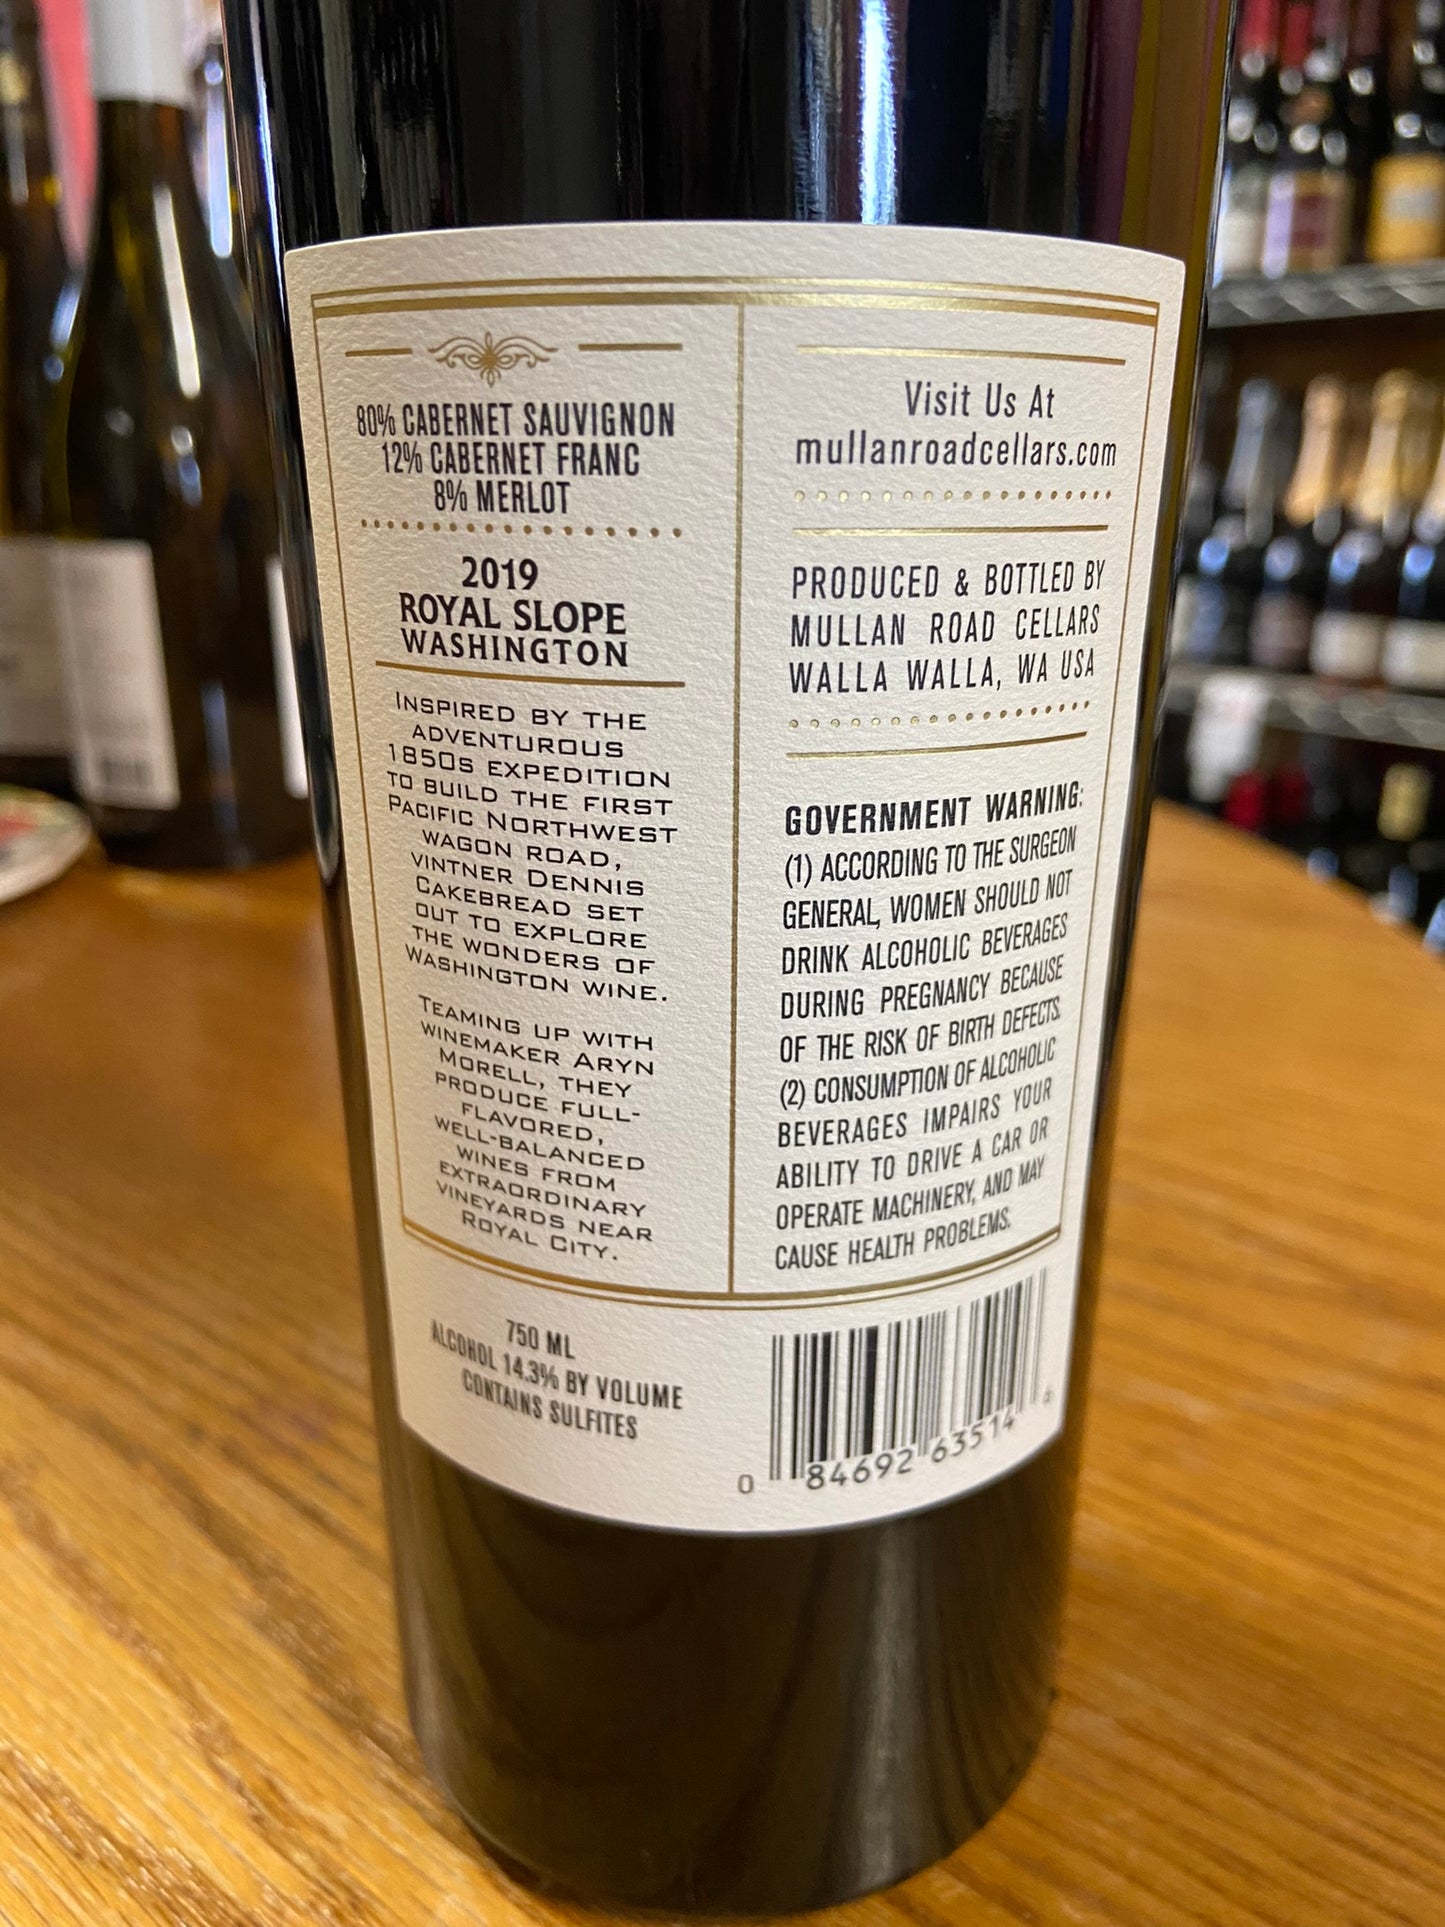 80% CABERNET SAUVIGNON
12% CABERNET FRANC
8% MERLOT
2019
ROYAL SLOPE
WASHINGTON
INSPIRED BY THE
ADVENTUROUS
1850S EXPEDITION
TO BUILD THE FIRST
PACIFIC NORTHWEST
WAGON ROAD,
VINTNER DENNIS
CAKEBREAD SET
OUT TO EXPLORE
THE WONDERS OF
WASHINGTON WINE.
TEAMING UP WITH
WINEMAKER ARYN
MORELL, THEY
PRODUCE FULL-
FLAVORED,
WELL-BALANCED
WINES FROM
EXTRAORDINARY
VINEYARDS NEAR
ROYAL CITY.
750 ML
ALCOHOL 14.3% BY VOLUME
CONTAINS SULFITES
Visit Us At
mullanroadcellars.com
PRODUCED & BOTTLED BY
MULLAN ROAD CELLARS
WALLA WALLA, WA USA
GOVERNMENT WARNING:
(1) ACCORDING TO THE SURGEON
GENERAL, WOMEN SHOULD NOT
DRINK ALCOHOLIC BEVERAGES
DURING PREGNANCY BECAUSE
OF THE RISK OF BIRTH DEFECTS.
(2) CONSUMPTION OF ALCOHOLIC
BEVERAGES IMPAIRS YOUR
ABILITY TO DRIVE A CAR OR
OPERATE MACHINERY, AND MAY
CAUSE HEALTH PROBLEMS.
0 84692 63514